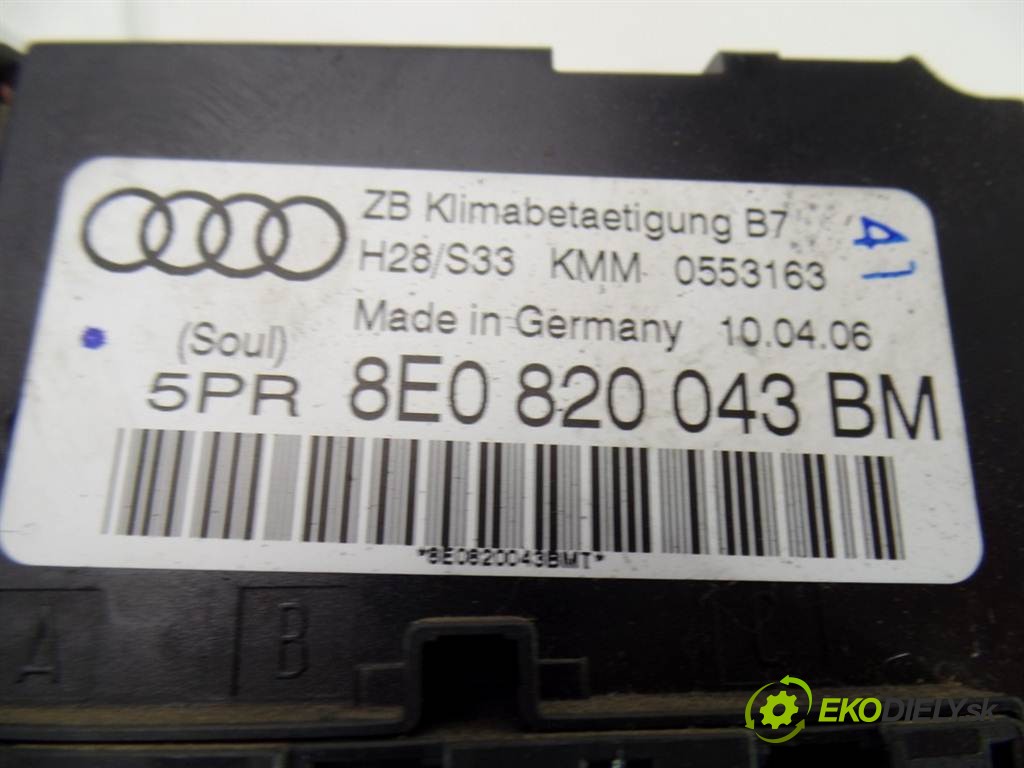 ZB Klimabetaetigung B7
H28/S33 KMM 0553163
Made in Germany 10.04.06
(Soul)
5PR 8E0 820 043 BM
*8E0820043BMT*
A B C
EKODIELY.sk